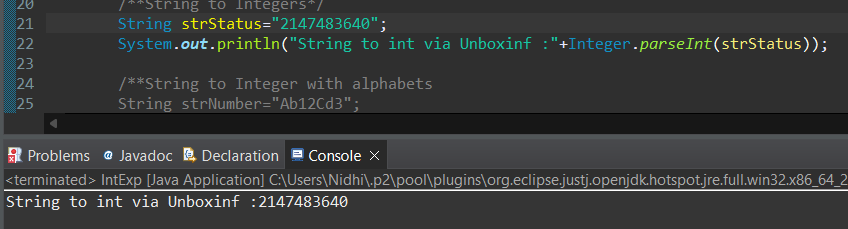 20 /**String to Integers*/
21 String strStatus="2147483640";
22 System.out.println("String to int via Unboxinf :"+Integer.parseInt(strStatus));
23
24 /**String to Integer with alphabets
25 String strNumber="Ab12Cd3";
Problems @ Javadoc Declaration Console
<terminated> IntExp [Java Application] C:\Users\Nidhi\.p2\pool\plugins\org.eclipse.justj.openjdk.hotspot.jre.full.win32.x86_64_2
String to int via Unboxinf :2147483640